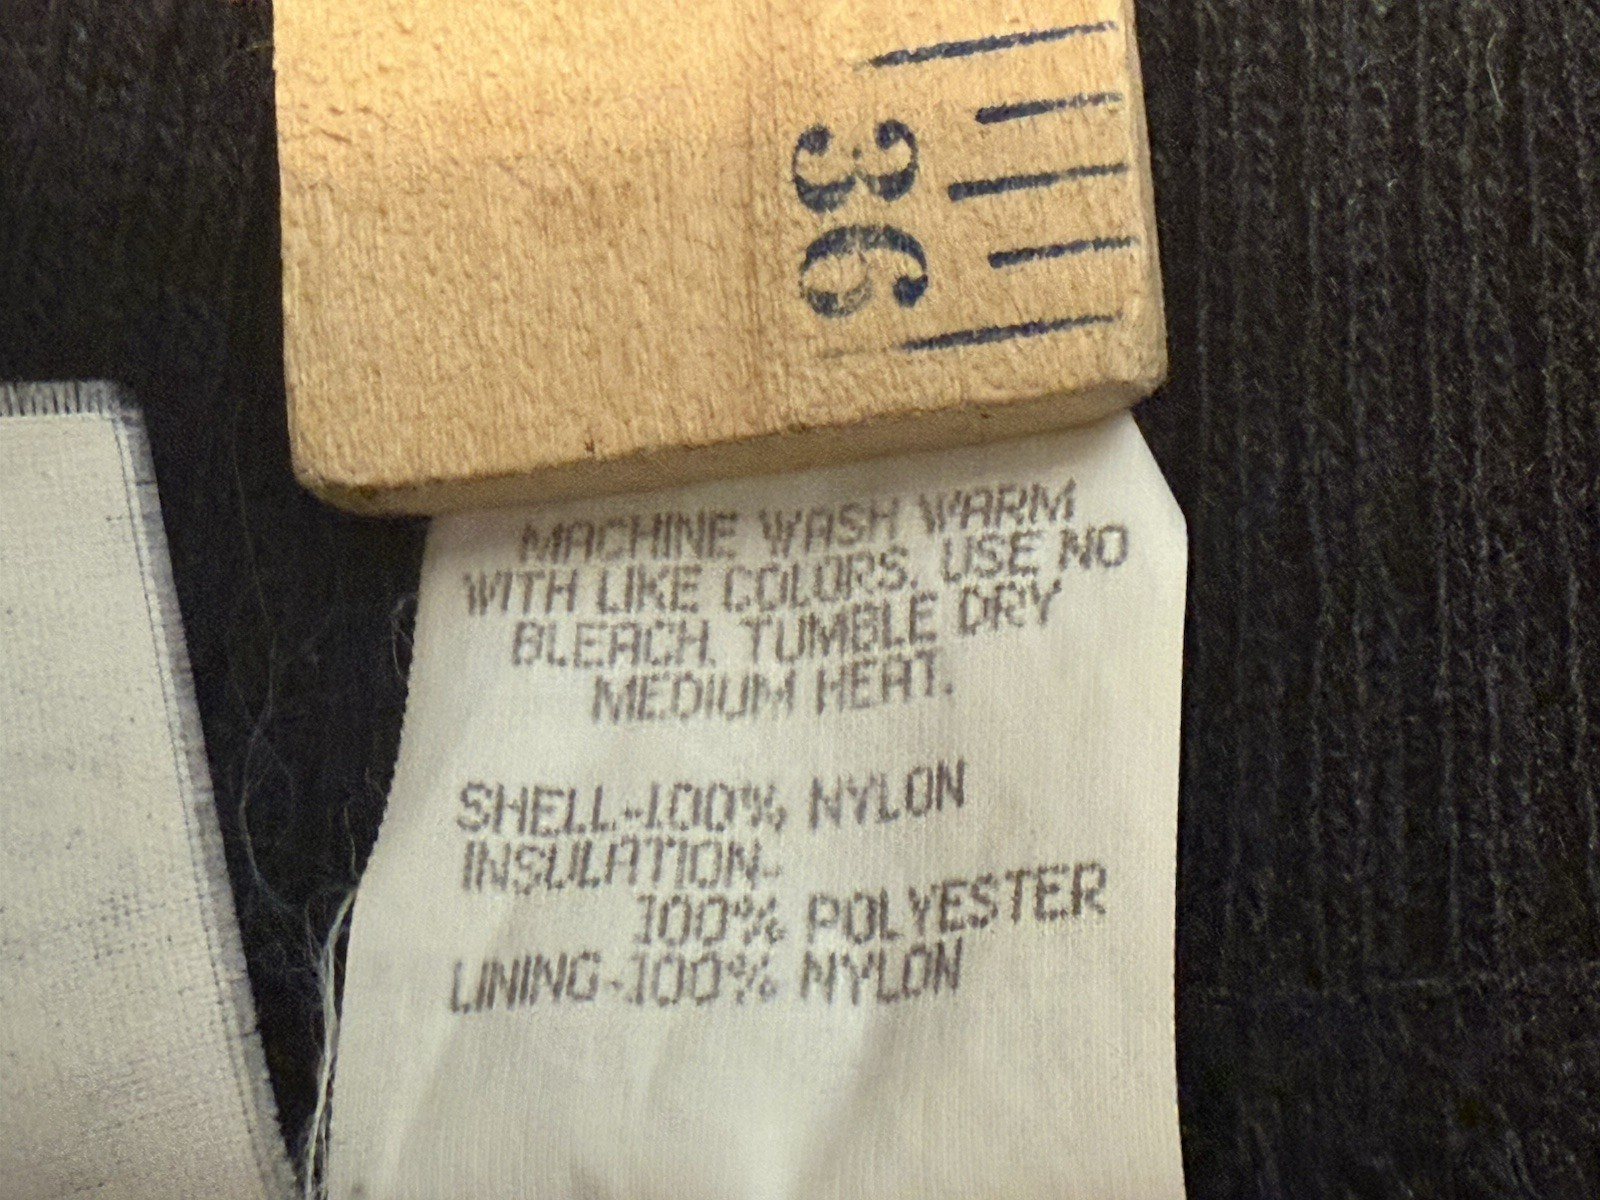 36
MACHINE WASH WARM
WITH LIKE COLORS. USE NO
BLEACH. TUMBLE DRY
MEDIUM HEAT.
SHELL-100% NYLON
INSULATION-
100% POLYESTER
LINING-100% NYLON